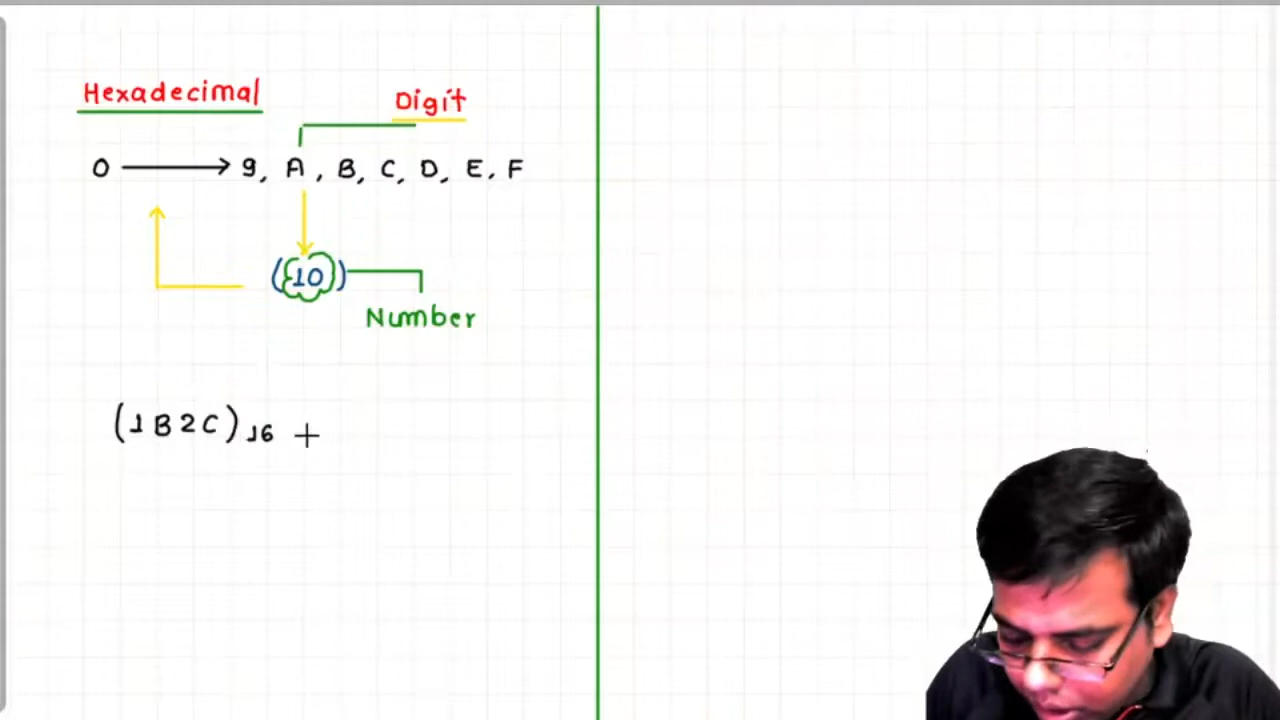 Hexadecimal
Digit
0 ⟶ 9, A, B, C, D, E, F
(10)
Number
(1B2C)16 +